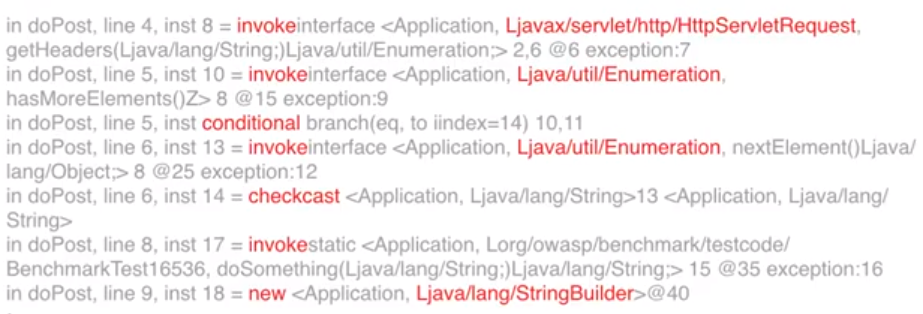 in doPost, line 4, inst 8 = invokeinterface <Application, Ljavax/servlet/http/HttpServletRequest,
getHeaders(Ljava/lang/String;)Ljava/util/Enumeration;> 2,6 @6 exception:7
in doPost, line 5, inst 10 = invokeinterface <Application, Ljava/util/Enumeration,
hasMoreElements()Z> 8 @15 exception:9
in doPost, line 5, inst conditional branch(eq, to iindex=14) 10,11
in doPost, line 6, inst 13 = invokeinterface <Application, Ljava/util/Enumeration, nextElement()Ljava/
lang/Object;> 8 @25 exception:12
in doPost, line 6, inst 14 = checkcast <Application, Ljava/lang/String>13 <Application, Ljava/lang/
String>
in doPost, line 8, inst 17 = invokestatic <Application, Lorg/owasp/benchmark/testcode/
BenchmarkTest16536, doSomething(Ljava/lang/String;)Ljava/lang/String;> 15 @35 exception:16
in doPost, line 9, inst 18 = new <Application, Ljava/lang/StringBuilder>@40